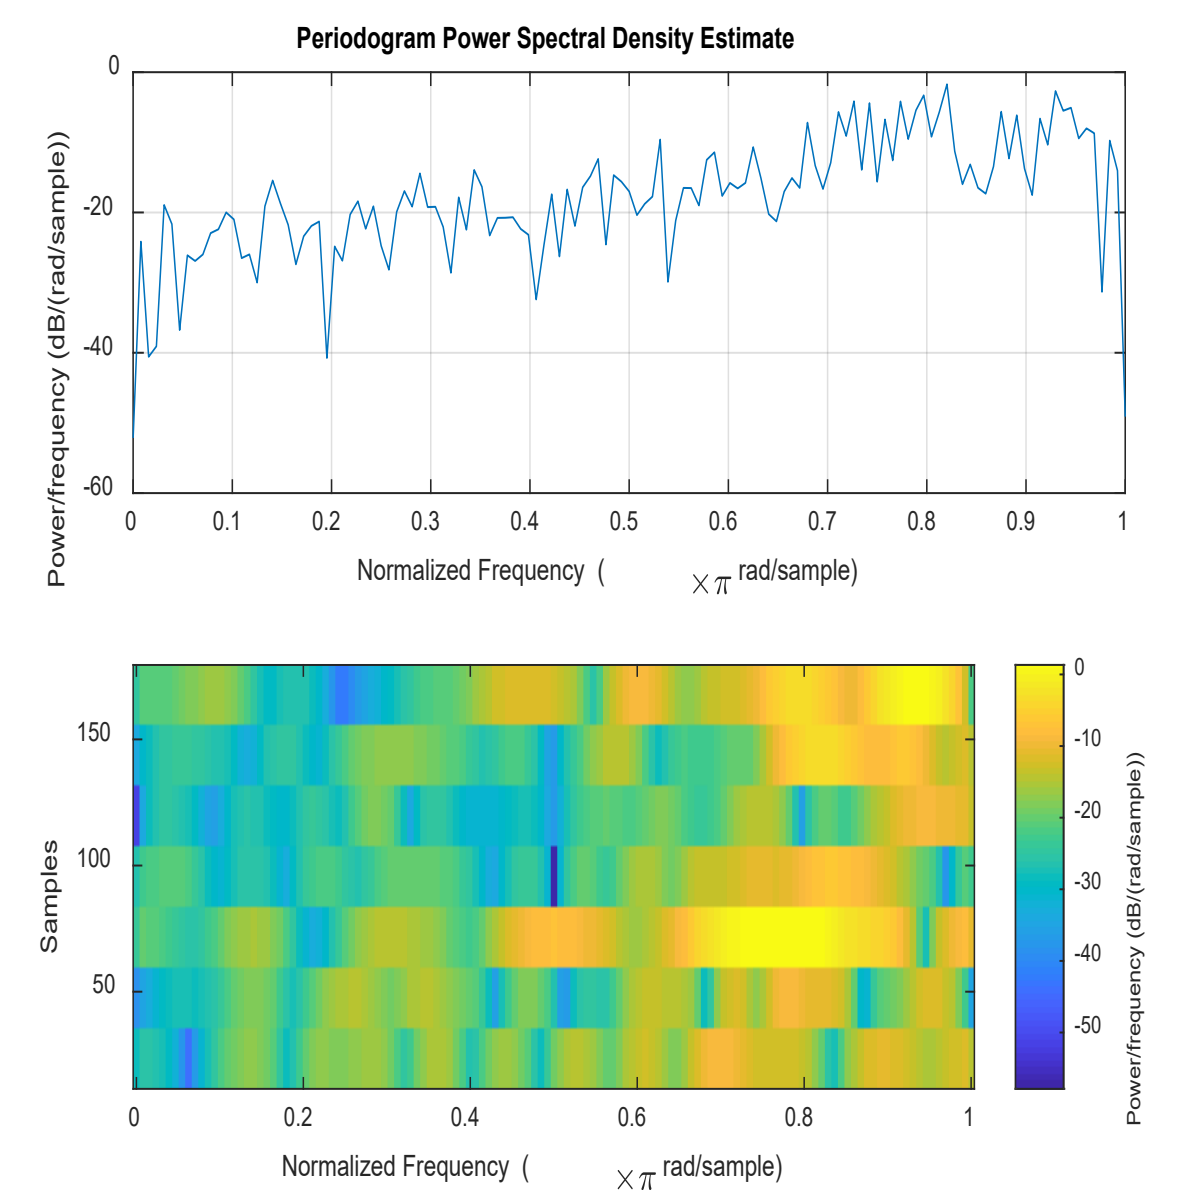 Periodogram Power Spectral Density Estimate
0
-20
-40
-60
Power/frequency (dB/(rad/sample))
0 0.1 0.2 0.3 0.4 0.5 0.6 0.7 0.8 0.9 1
Normalized Frequency ( ×π rad/sample)
150
100
50
Samples
0 0.2 0.4 0.6 0.8 1
Normalized Frequency ( ×π rad/sample)
0
-10
-20
-30
-40
-50
Power/frequency (dB/(rad/sample))